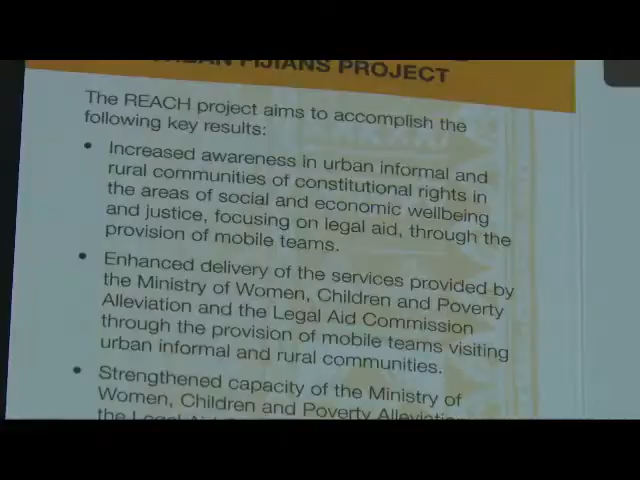 FIJIANS PROJECT
The REACH project aims to accomplish the
following key results:
• Increased awareness in urban informal and
rural communities of constitutional rights in
the areas of social and economic wellbeing
and justice, focusing on legal aid, through the
provision of mobile teams.
• Enhanced delivery of the services provided by
the Ministry of Women, Children and Poverty
Alleviation and the Legal Aid Commission
through the provision of mobile teams visiting
urban informal and rural communities.
• Strengthened capacity of the Ministry of
Women, Children and Poverty
the Legal Aid